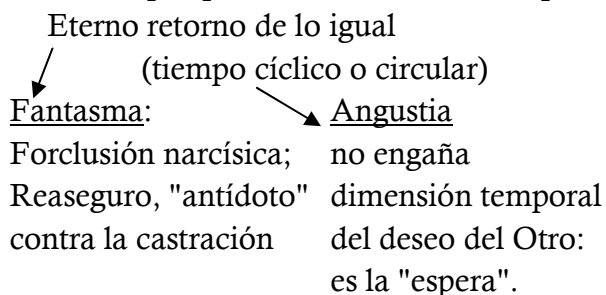 Eterno retorno de lo igual
(tiempo cíclico o circular)
Fantasma: Angustia
Forclusión narcísica; no engaña
Reaseguro, "antídoto" dimensión temporal
contra la castración del deseo del Otro:
es la "espera".